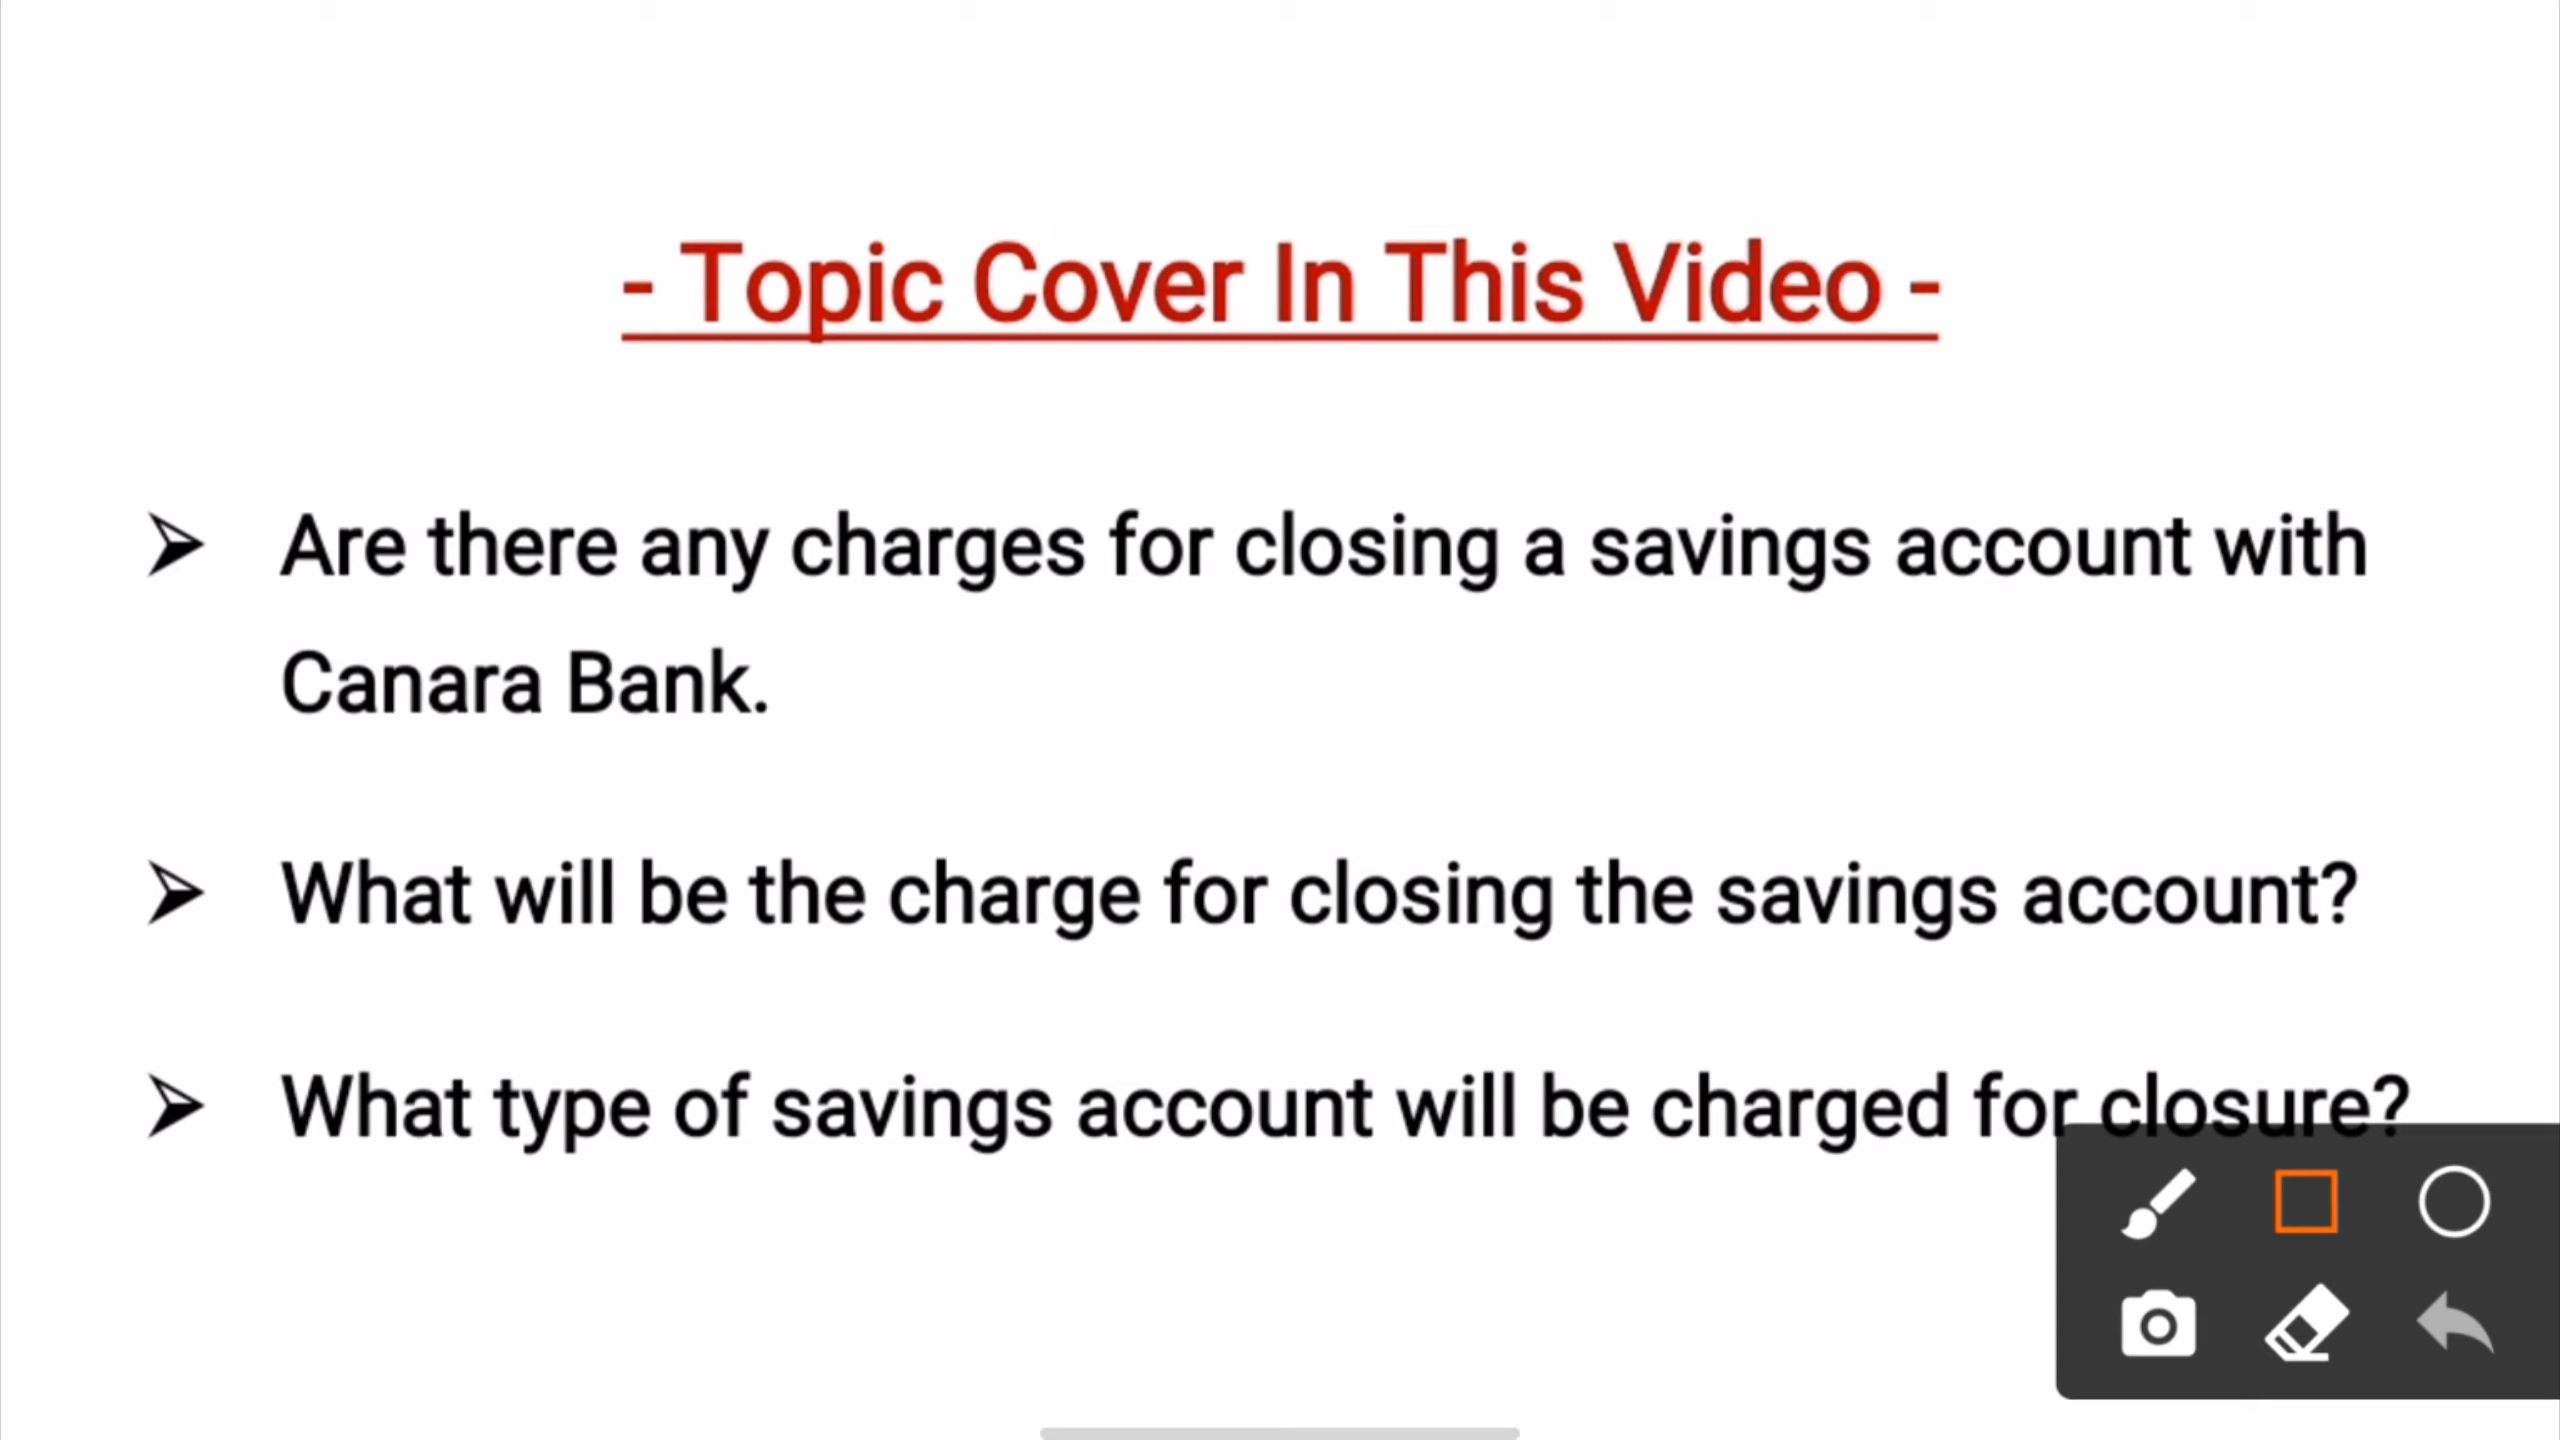 - Topic Cover In This Video -
➢ Are there any charges for closing a savings account with
Canara Bank.
➢ What will be the charge for closing the savings account?
➢ What type of savings account will be charged for closure?